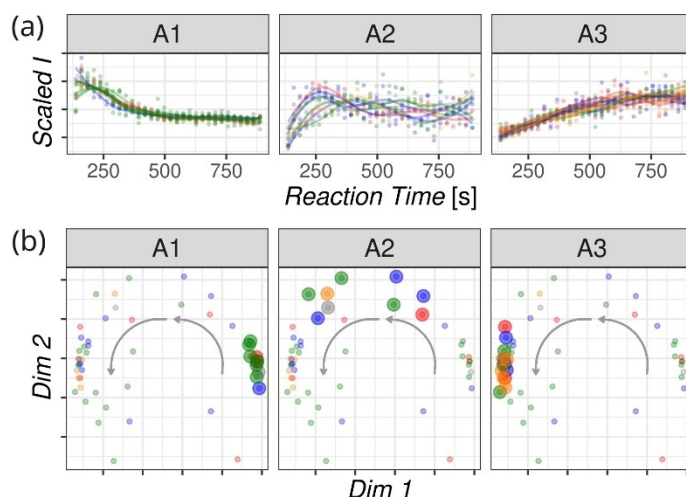 (a)
A1 A2 A3
Scaled I
250 500 750 250 500 750 250 500 750
Reaction Time [s]
(b)
A1 A2 A3
Dim 2
Dim 1